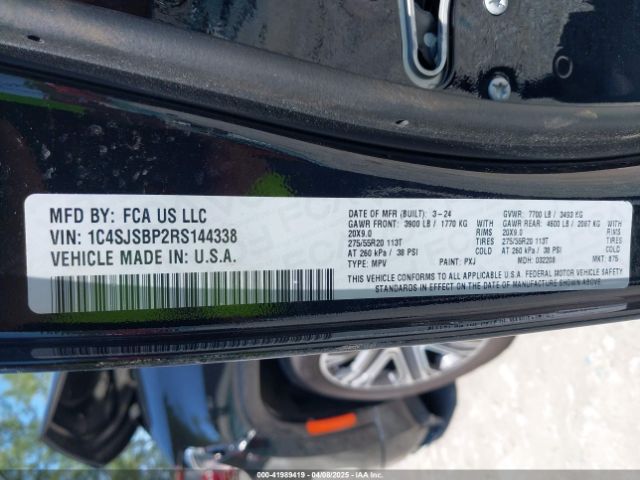 MFD BY: FCA US LLC
VIN: 1C4SJSBP2RS144338
VEHICLE MADE IN: U.S.A.
DATE OF MFR (BUILT): 3-24 GVWR: 7700 LB / 3493 KG
GAWR FRONT: 3900 LB / 1770 KG WITH GAWR REAR: 4600 LB / 2087 KG WITH
20X9.0 RIMS 20X9.0 RIMS
275/55R20 113T TIRES 275/55R20 113T TIRES
AT 260 kPa / 38 PSI COLD AT 260 kPa / 38 PSI COLD
TYPE: MPV PAINT: PXJ MDH: 032208 MKT: 875
THIS VEHICLE CONFORMS TO ALL APPLICABLE U.S.A. FEDERAL MOTOR VEHICLE SAFETY
STANDARDS IN EFFECT ON THE DATE OF MANUFACTURE SHOWN ABOVE.
000-41989419 | 04/08/2025 | IAAI.COM